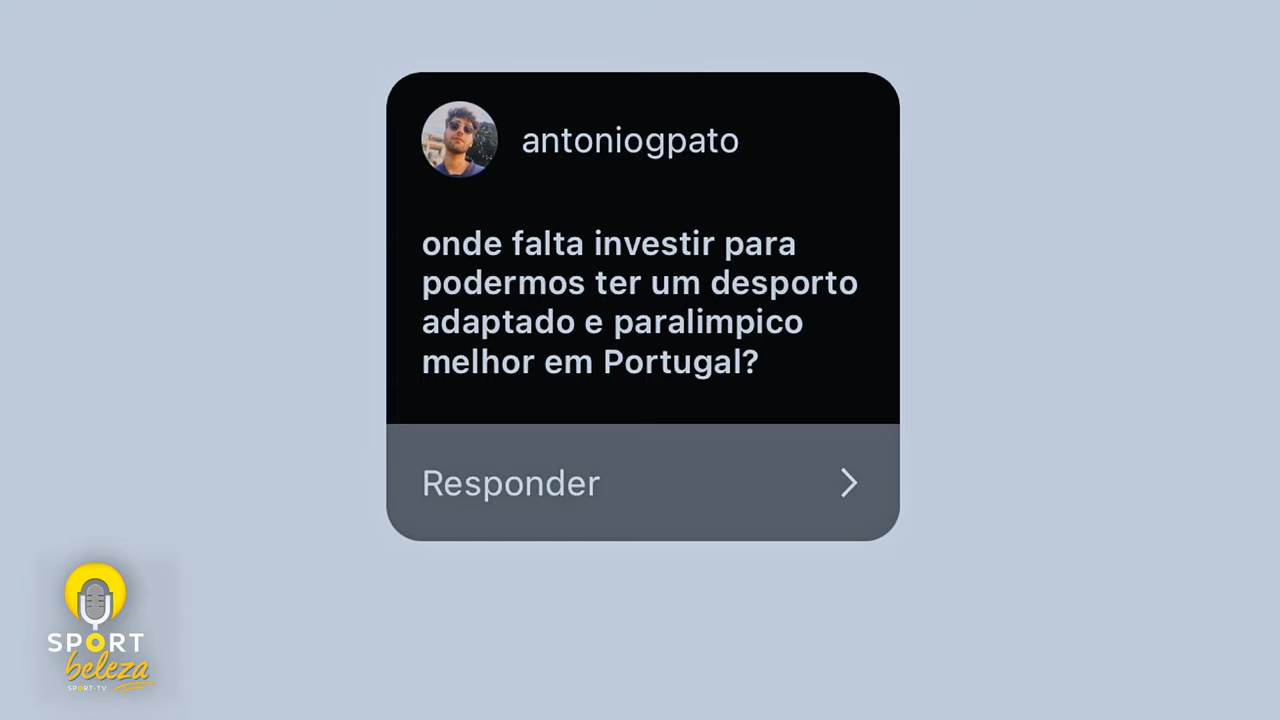 antoniogpato
onde falta investir para
podermos ter um desporto
adaptado e paralimpico
melhor em Portugal?
Responder
SPORT
beleza
SPORT•TV